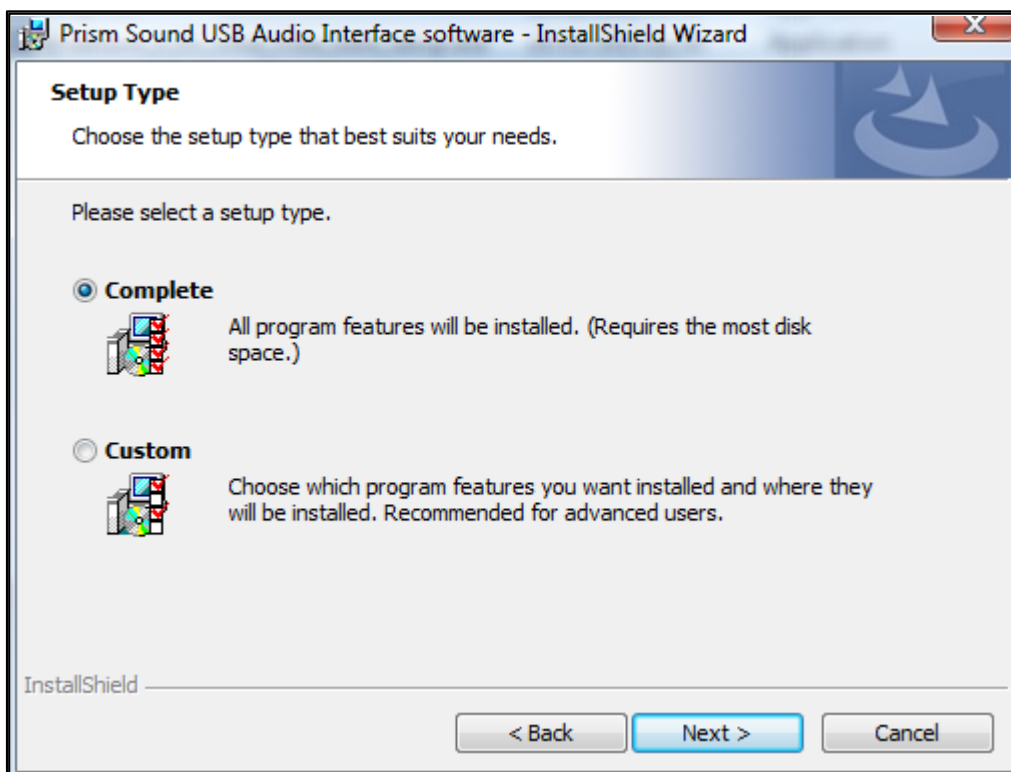 Prism Sound USB Audio Interface software - InstallShield Wizard
Setup Type
Choose the setup type that best suits your needs.
Please select a setup type.
Complete
All program features will be installed. (Requires the most disk
space.)
Custom
Choose which program features you want installed and where they
will be installed. Recommended for advanced users.
InstallShield
< Back
Next >
Cancel